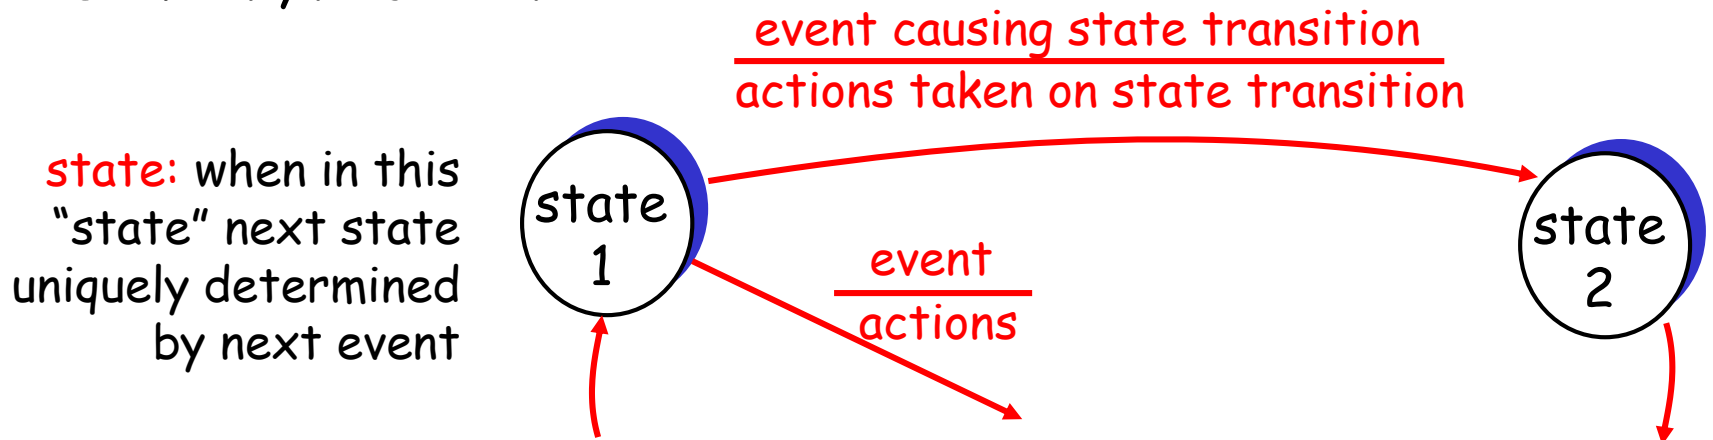 event causing state transition
actions taken on state transition
state: when in this
“state” next state
uniquely determined
by next event
state
1
event
actions
state
2